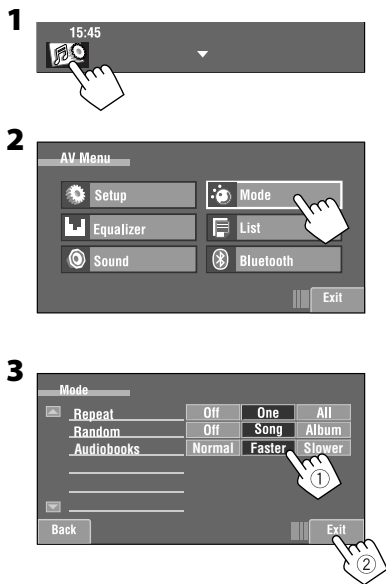 1
15:45
2
AV Menu
Setup Mode
Equalizer List
Sound Bluetooth
Exit
3
Mode
Repeat Off One All
Random Off Song Album
Audiobooks Normal Faster Slower
①
Back Exit
②